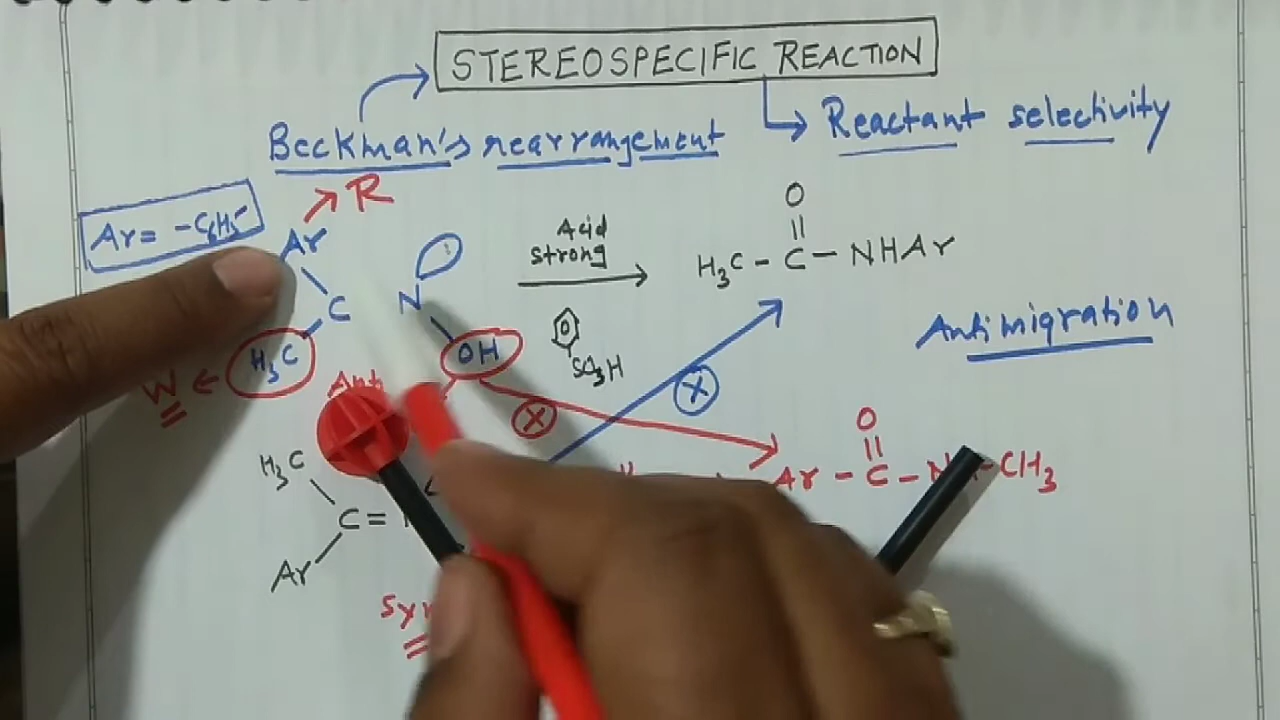 STEREOSPECIFIC REACTION
Beckman's rearrangement
Reactant selectivity
R
Ar = -C6H5-
Ar
C
H3C
N
OH
W
Anti
Acid
strong
SO3H
O
H3C - C - NHAr
Antimigration
X
X
H3C
C =
Ar
O
Ar - C - N -CH3